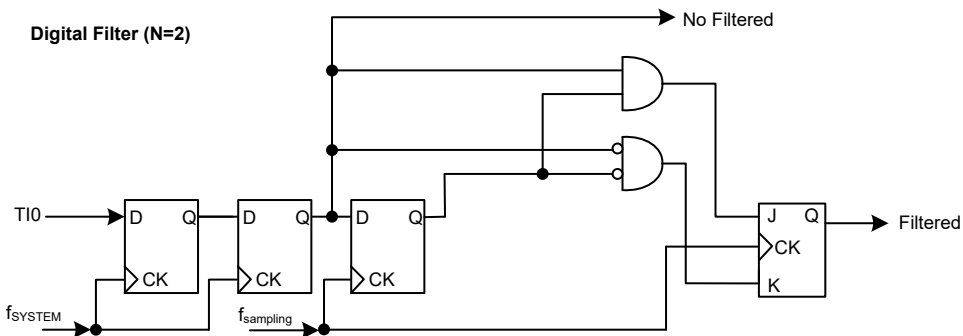 No Filtered
Digital Filter (N=2)
TI0
D Q
CK
D Q
CK
D Q
CK
J Q
CK
K
Filtered
fSYSTEM
fsampling